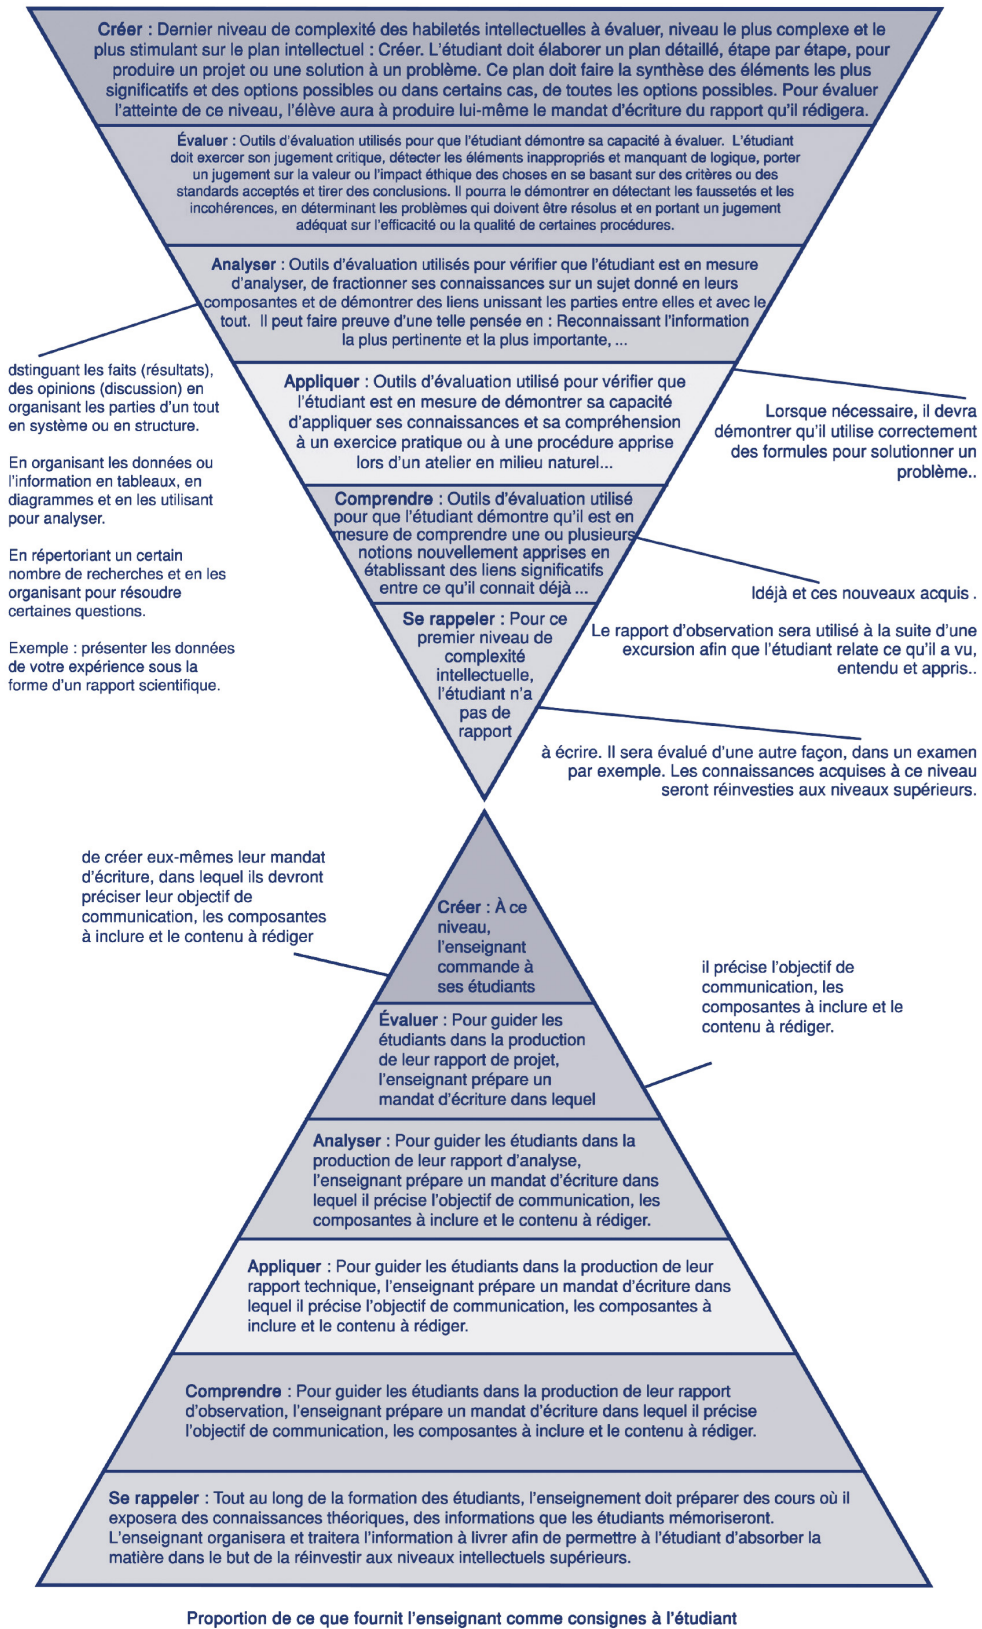 Créer : Dernier niveau de complexité des habiletés intellectuelles à évaluer, niveau le plus complexe et le
plus stimulant sur le plan intellectuel : Créer. L'étudiant doit élaborer un plan détaillé, étape par étape, pour
produire un projet ou une solution à un problème. Ce plan doit faire la synthèse des éléments les plus
significatifs et des options possibles ou dans certains cas, de toutes les options possibles. Pour évaluer
l'atteinte de ce niveau, l'élève aura à produire lui-même le mandat d'écriture du rapport qu'il rédigera.
Évaluer : Outils d'évaluation utilisés pour que l'étudiant démontre sa capacité à évaluer. L'étudiant
doit exercer son jugement critique, détecter les éléments inappropriés et manquant de logique, porter
un jugement sur la valeur ou l'impact éthique des choses en se basant sur des critères ou des
standards acceptés et tirer des conclusions. Il pourra le démontrer en détectant les faussetés et les
incohérences, en déterminant les problèmes qui doivent être résolus et en portant un jugement
adéquat sur l'efficacité ou la qualité de certaines procédures.
Analyser : Outils d'évaluation utilisés pour vérifier que l'étudiant est en mesure
d'analyser, de fractionner ses connaissances sur un sujet donné en leurs
composantes et de démontrer des liens unissant les parties entre elles et avec le
tout. Il peut faire preuve d'une telle pensée en : Reconnaissant l'information
la plus pertinente et la plus importante, ...
dstinguant les faits (résultats),
des opinions (discussion) en
organisant les parties d'un tout
en système ou en structure.
En organisant les données ou
l'information en tableaux, en
diagrammes et en les utilisant
pour analyser.
En répertoriant un certain
nombre de recherches et en les
organisant pour résoudre
certaines questions.
Exemple : présenter les données
de votre expérience sous la
forme d'un rapport scientifique.
Appliquer : Outils d'évaluation utilisé pour vérifier que
l'étudiant est en mesure de démontrer sa capacité
d'appliquer ses connaissances et sa compréhension
à un exercice pratique ou à une procédure apprise
lors d'un atelier en milieu naturel...
Lorsque nécessaire, il devra
démontrer qu'il utilise correctement
des formules pour solutionner un
problème..
Comprendre : Outils d'évaluation utilisé
pour que l'étudiant démontre qu'il est en
mesure de comprendre une ou plusieurs
notions nouvellement apprises en
établissant des liens significatifs
entre ce qu'il connait déjà ...
Idéjà et ces nouveaux acquis .
Le rapport d'observation sera utilisé à la suite d'une
excursion afin que l'étudiant relate ce qu'il a vu,
entendu et appris..
Se rappeler : Pour ce
premier niveau de
complexité
intellectuelle,
l'étudiant n'a
pas de
rapport
à écrire. Il sera évalué d'une autre façon, dans un examen
par exemple. Les connaissances acquises à ce niveau
seront réinvesties aux niveaux supérieurs.
Créer : À ce
niveau,
l'enseignant
commande à
ses étudiants
de créer eux-mêmes leur mandat
d'écriture, dans lequel ils devront
préciser leur objectif de
communication, les composantes
à inclure et le contenu à rédiger
Évaluer : Pour guider les
étudiants dans la production
de leur rapport de projet,
l'enseignant prépare un
mandat d'écriture dans lequel
il précise l'objectif de
communication, les
composantes à inclure et le
contenu à rédiger.
Analyser : Pour guider les étudiants dans la
production de leur rapport d'analyse,
l'enseignant prépare un mandat d'écriture dans
lequel il précise l'objectif de communication, les
composantes à inclure et le contenu à rédiger.
Appliquer : Pour guider les étudiants dans la production de leur
rapport technique, l'enseignant prépare un mandat d'écriture dans
lequel il précise l'objectif de communication, les composantes à
inclure et le contenu à rédiger.
Comprendre : Pour guider les étudiants dans la production de leur rapport
d'observation, l'enseignant prépare un mandat d'écriture dans lequel il précise
l'objectif de communication, les composantes à inclure et le contenu à rédiger.
Se rappeler : Tout au long de la formation des étudiants, l'enseignement doit préparer des cours où il
exposera des connaissances théoriques, des informations que les étudiants mémoriseront.
L'enseignant organisera et traitera l'information à livrer afin de permettre à l'étudiant d'absorber la
matière dans le but de la réinvestir aux niveaux intellectuels supérieurs.
Proportion de ce que fournit l'enseignant comme consignes à l'étudiant